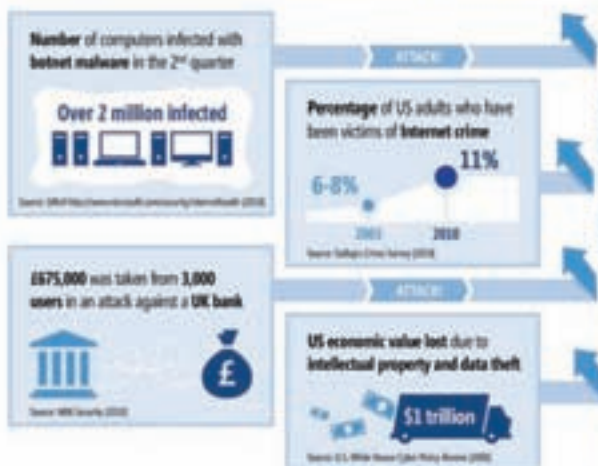 Number of computers infected with
botnet malware in the 2nd quarter
Over 2 million infected
ATTACK!
Percentage of US adults who have
been victims of Internet crime
11%
6-8%
2010
£675,000 was taken from 3,000
users in an attack against a UK bank
£
ATTACK!
US economic value lost due to
intellectual property and data theft
$1 trillion